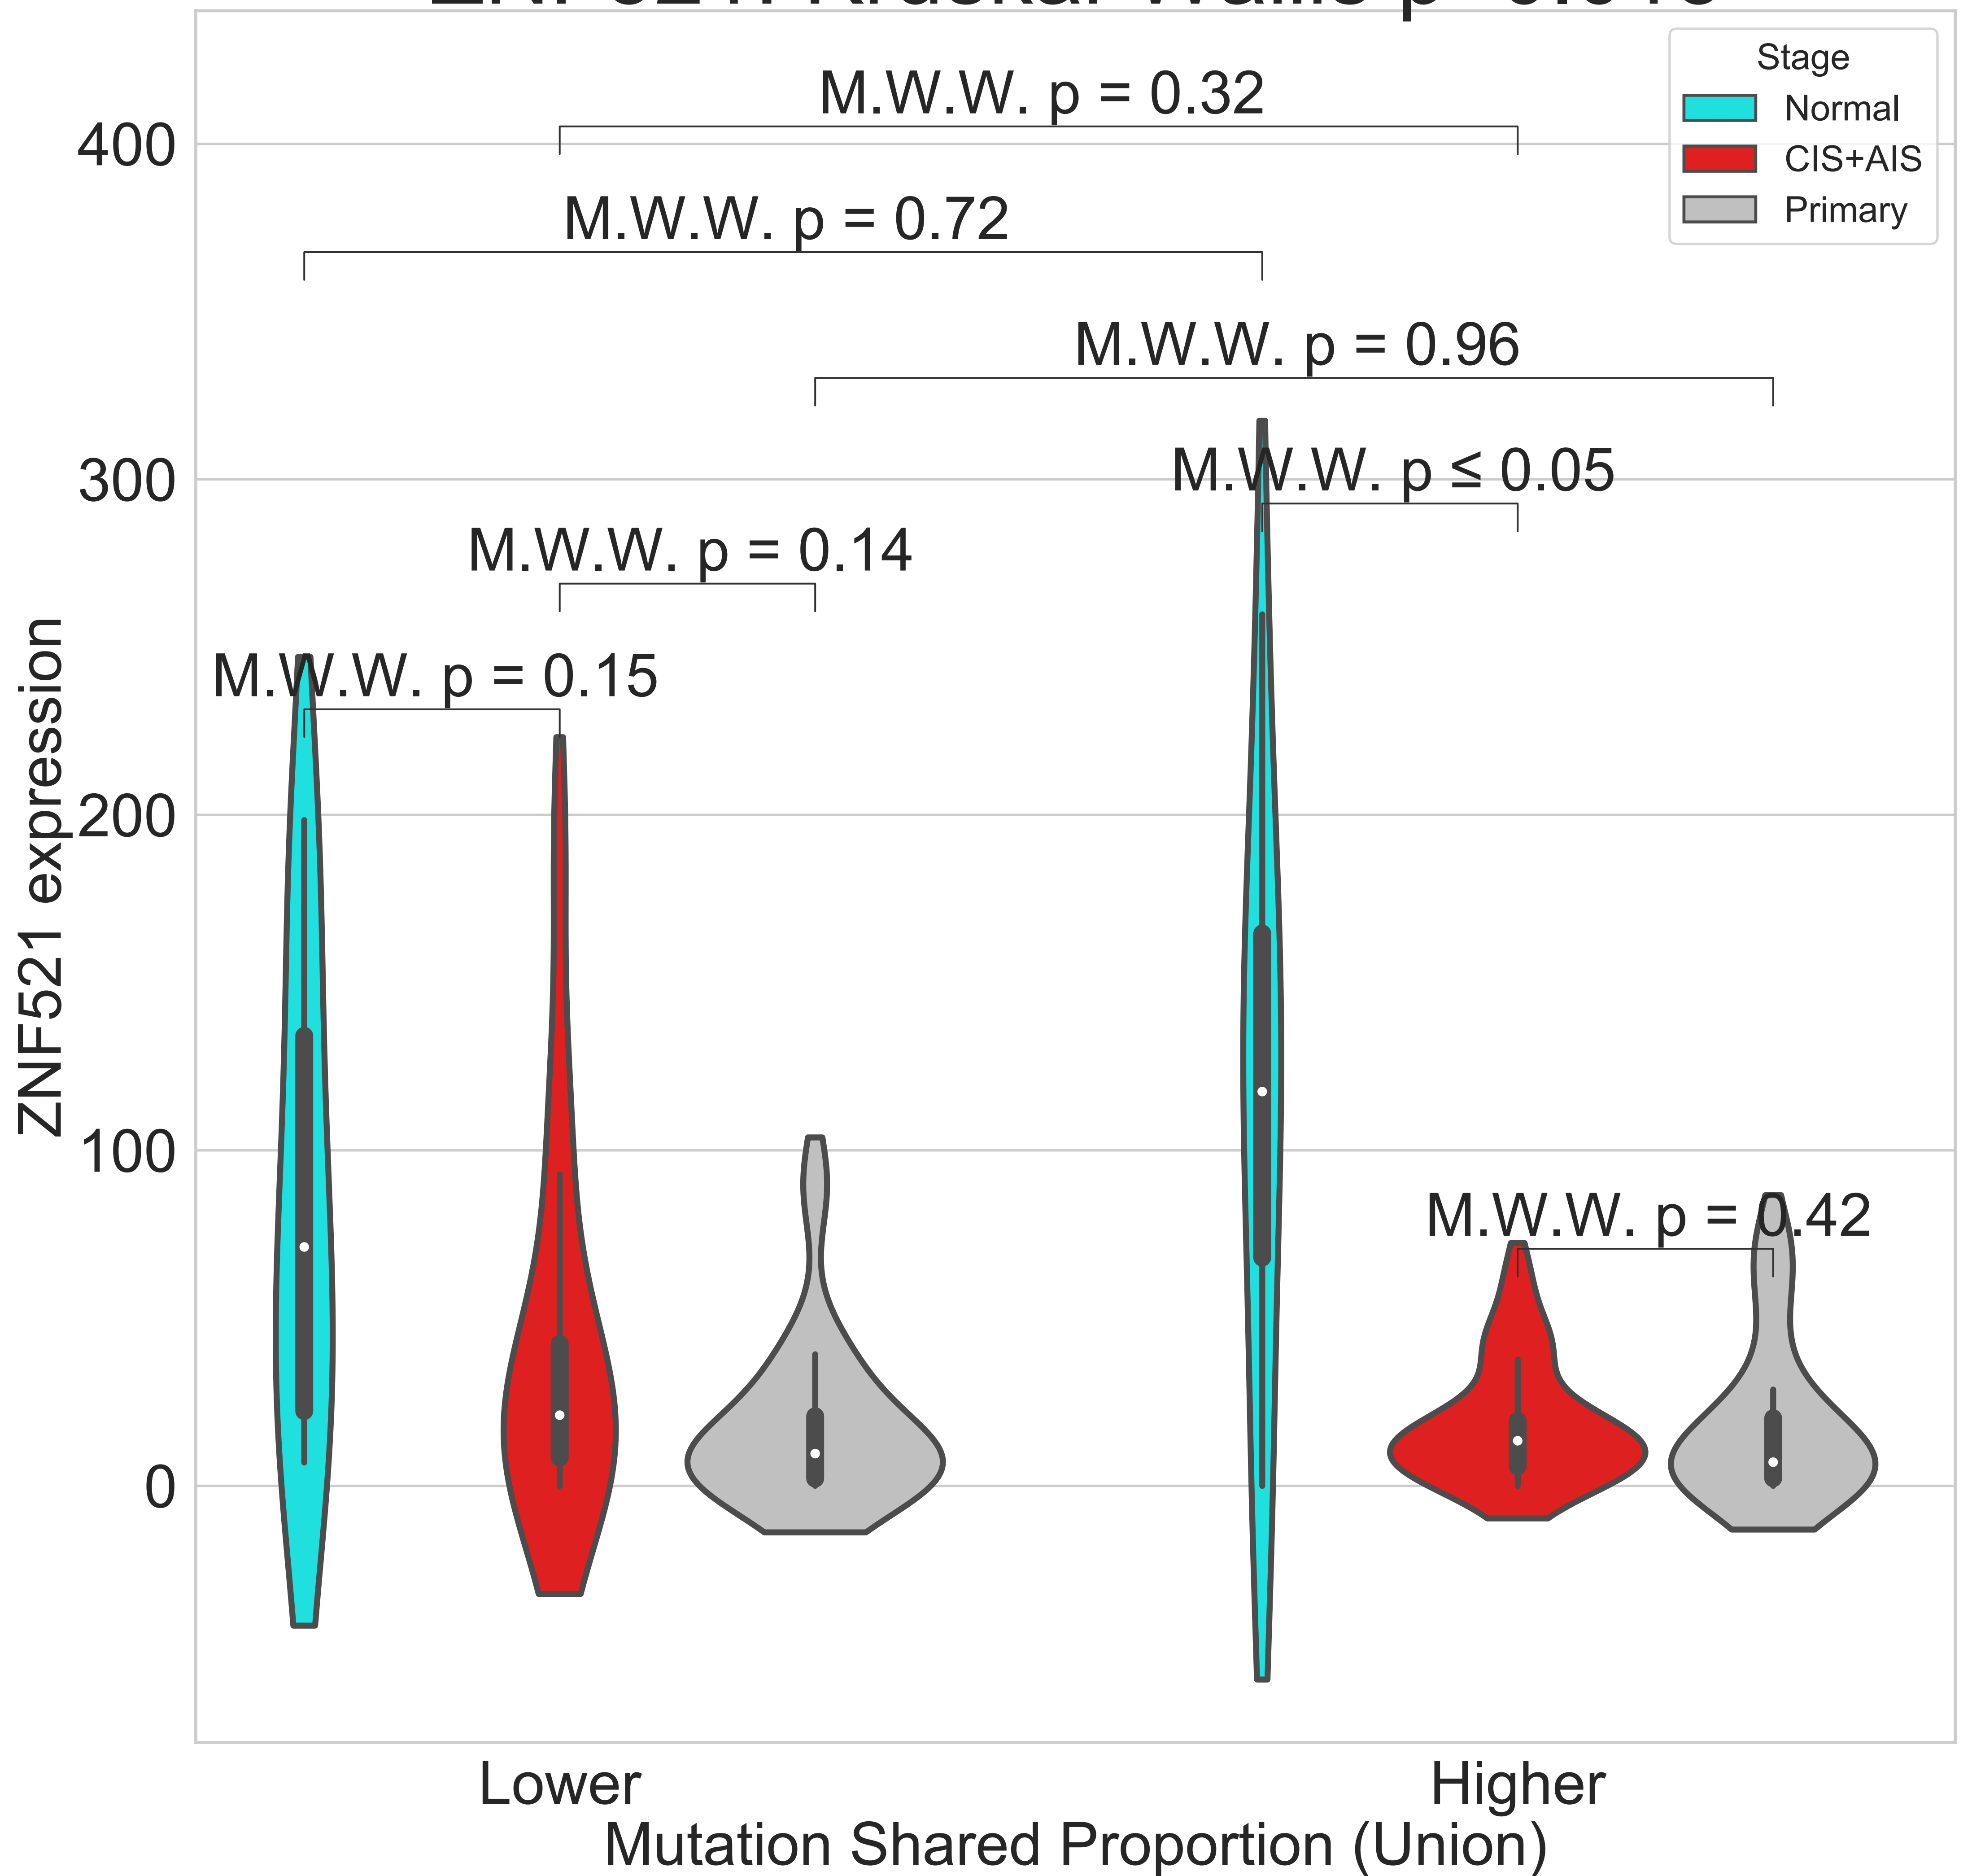 Stage
Normal
CIS+AIS
Primary
M.W.W. p = 0.32
M.W.W. p = 0.72
M.W.W. p = 0.96
M.W.W. p ≤ 0.05
M.W.W. p = 0.14
M.W.W. p = 0.15
M.W.W. p = 0.42
400
300
200
100
0
ZNF521 expression
Lower
Higher
Mutation Shared Proportion (Union)